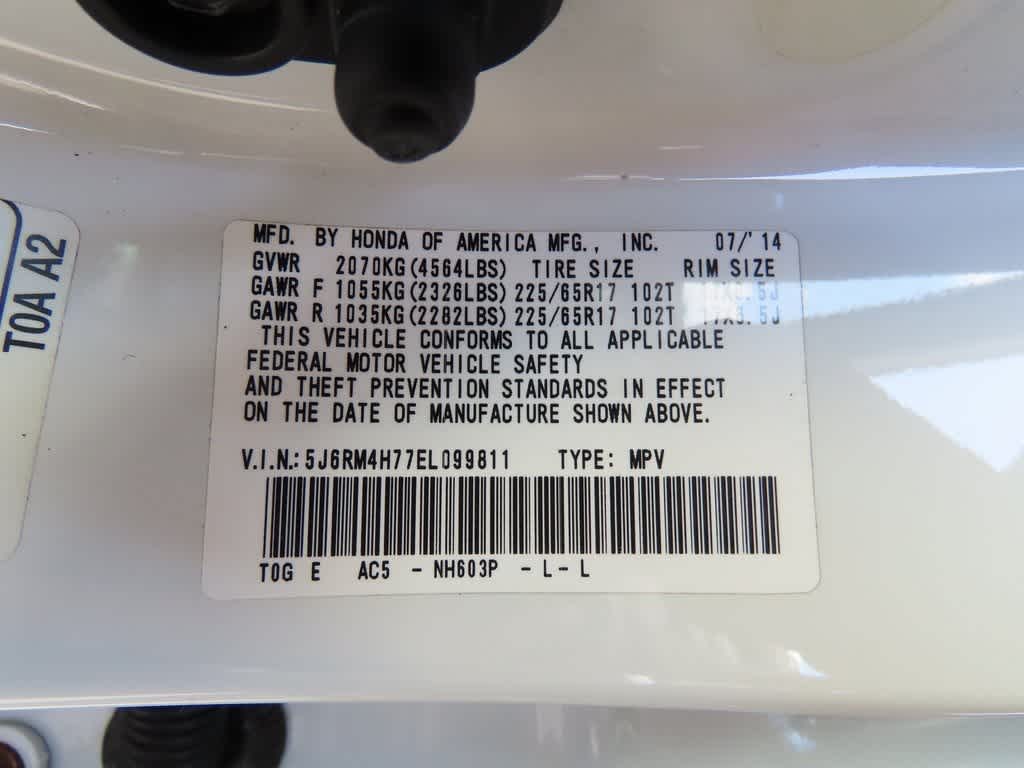 MFD. BY HONDA OF AMERICA MFG., INC. 07/'14
GVWR 2070KG(4564LBS) TIRE SIZE RIM SIZE
GAWR F 1055KG(2326LBS) 225/65R17 102T
GAWR R 1035KG(2282LBS) 225/65R17 102T
THIS VEHICLE CONFORMS TO ALL APPLICABLE
FEDERAL MOTOR VEHICLE SAFETY
AND THEFT PREVENTION STANDARDS IN EFFECT
ON THE DATE OF MANUFACTURE SHOWN ABOVE.
V.I.N.: 5J6RM4H77EL099811 TYPE: MPV
T0G E AC5 - NH603P - L - L
T0A A2